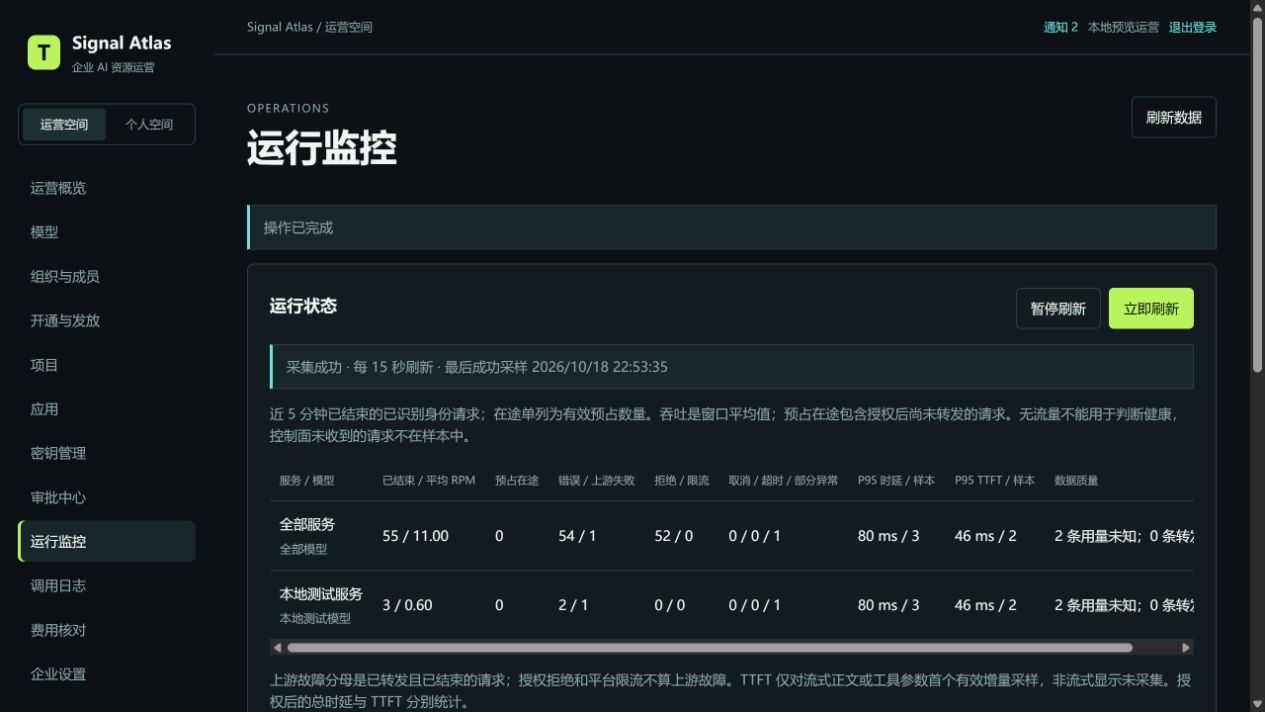 T
Signal Atlas
企业 AI 资源运营
运营空间
个人空间
运营概览
模型
组织与成员
开通与发放
项目
应用
密钥管理
审批中心
运行监控
调用日志
费用核对
企业设置
Signal Atlas / 运营空间
通知 2 本地预览运营 退出登录
OPERATIONS
运行监控
刷新数据
操作已完成
运行状态
暂停刷新
立即刷新
采集成功 · 每 15 秒刷新 · 最后成功采样 2026/10/18 22:53:35
近 5 分钟已结束的已识别身份请求；在途单列为有效预占数量。吞吐是窗口平均值；预占在途包含授权后尚未转发的请求。无流量不能用于判断健康，
控制面未收到的请求不在样本中。
服务 / 模型 已结束 / 平均 RPM 预占在途 错误 / 上游失败 拒绝 / 限流 取消 / 超时 / 部分异常 P95 时延 / 样本 P95 TTFT / 样本 数据质量
全部服务
全部模型
55 / 11.00 0 54 / 1 52 / 0 0 / 0 / 1 80 ms / 3 46 ms / 2 2 条用量未知；0 条转
本地测试服务
本地测试模型
3 / 0.60 0 2 / 1 0 / 0 0 / 0 / 1 80 ms / 3 46 ms / 2 2 条用量未知；0 条转
上游故障分母是已转发且已结束的请求；授权拒绝和平台限流不算上游故障。TTFT 仅对流式正文或工具参数首个有效增量采样，非流式显示未采集。授
权后的总时延与 TTFT 分别统计。